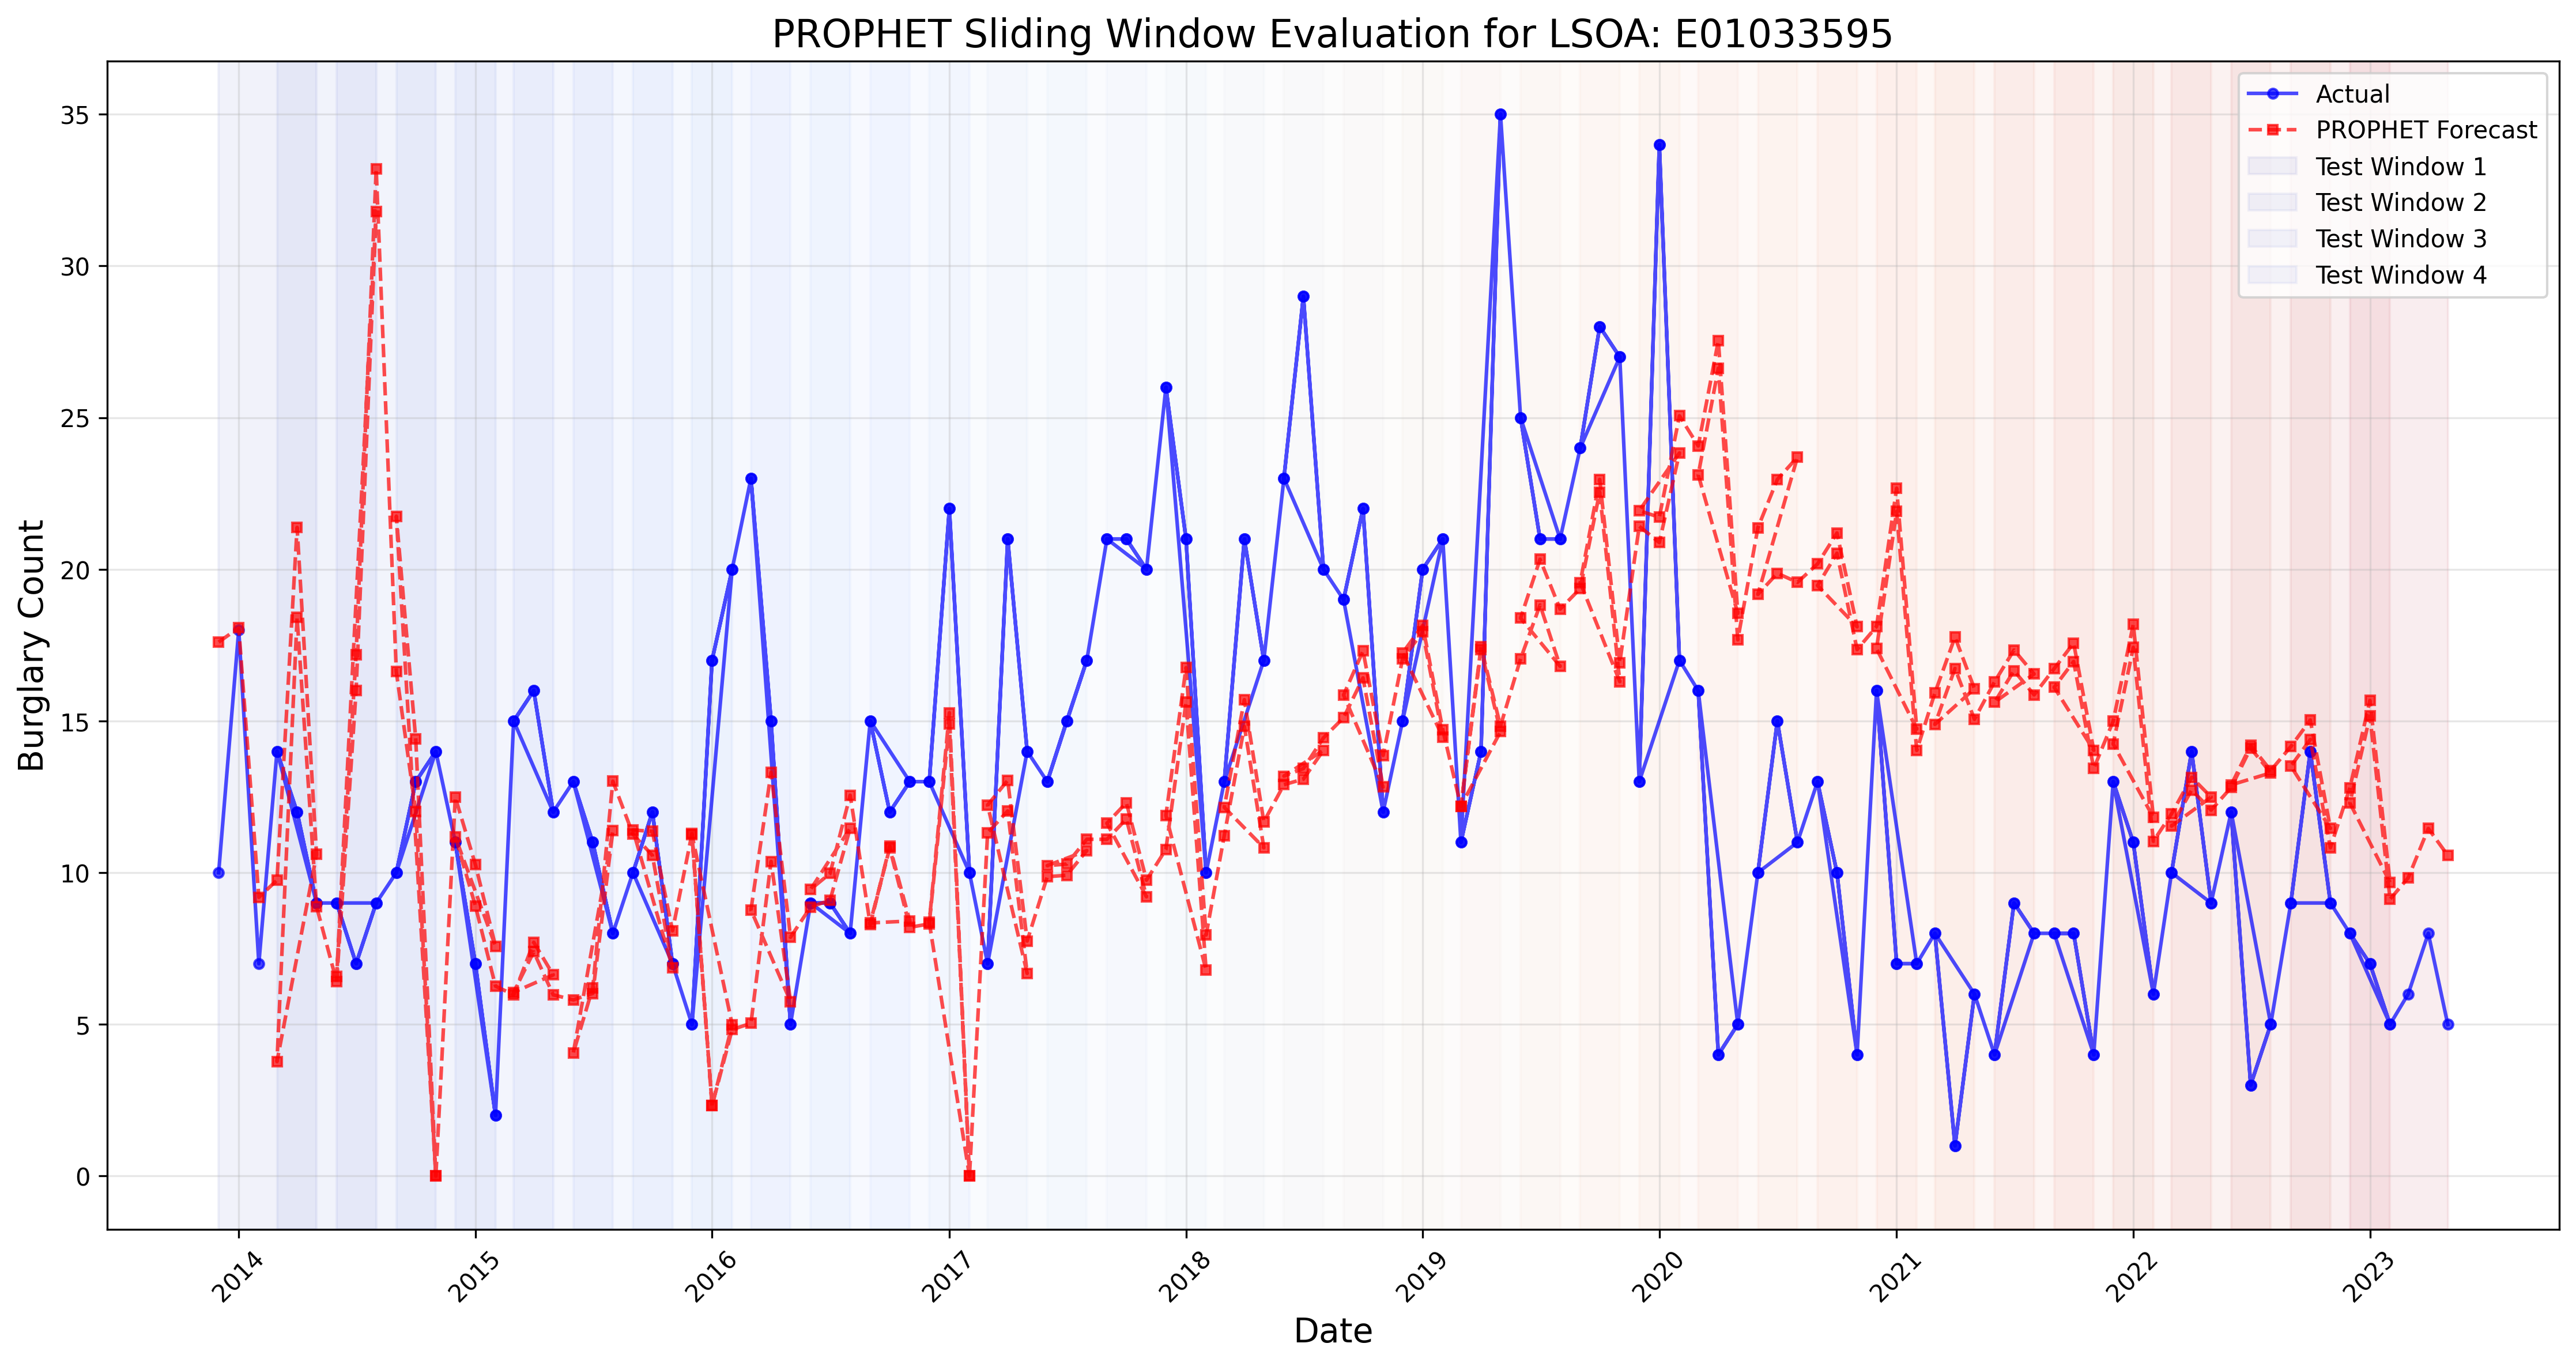 PROPHET Sliding Window Evaluation for LSOA: E01033595
Actual
PROPHET Forecast
Test Window 1
Test Window 2
Test Window 3
Test Window 4
Burglary Count
35
30
25
20
15
10
5
0
2014
2015
2016
2017
2018
2019
2020
2021
2022
2023
Date